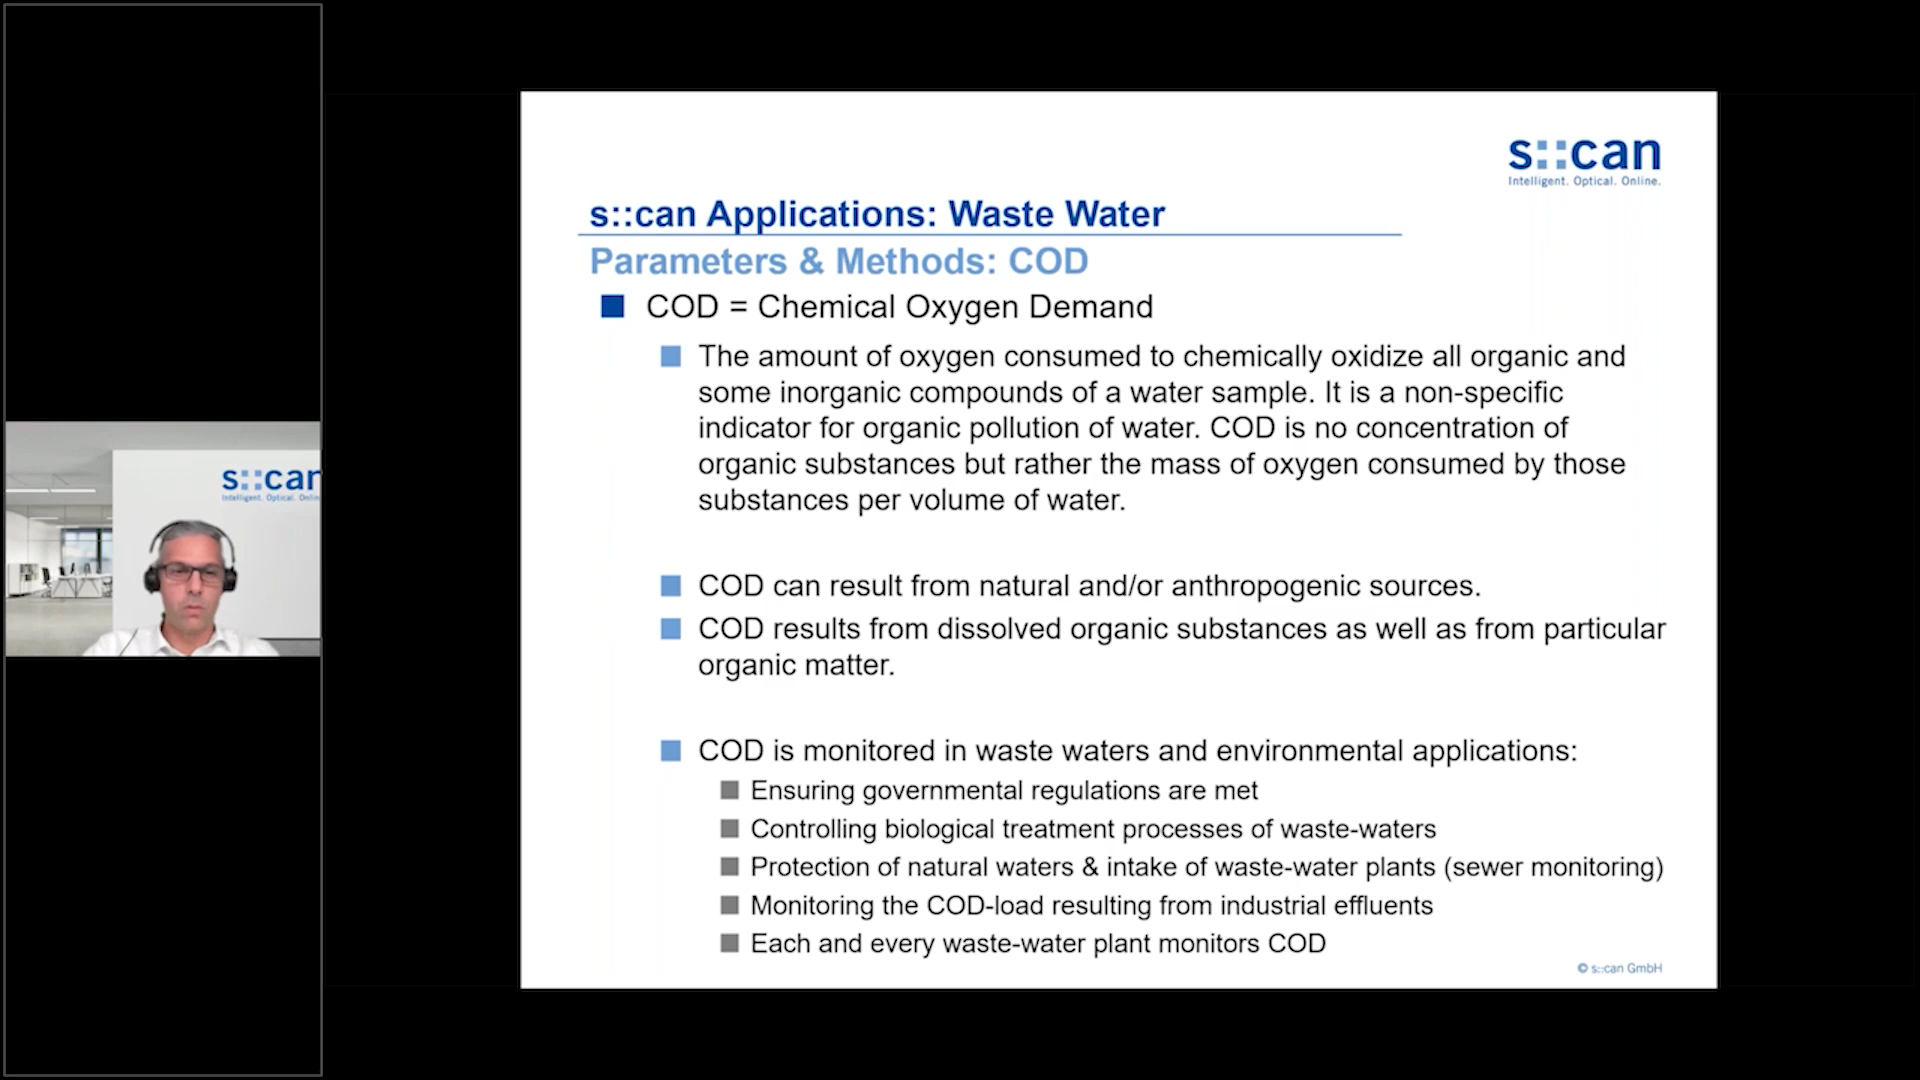 s::can
Intelligent. Optical. Online.
s::can Applications: Waste Water
Parameters & Methods: COD
COD = Chemical Oxygen Demand
The amount of oxygen consumed to chemically oxidize all organic and
some inorganic compounds of a water sample. It is a non-specific
indicator for organic pollution of water. COD is no concentration of
organic substances but rather the mass of oxygen consumed by those
substances per volume of water.
COD can result from natural and/or anthropogenic sources.
COD results from dissolved organic substances as well as from particular
organic matter.
COD is monitored in waste waters and environmental applications:
Ensuring governmental regulations are met
Controlling biological treatment processes of waste-waters
Protection of natural waters & intake of waste-water plants (sewer monitoring)
Monitoring the COD-load resulting from industrial effluents
Each and every waste-water plant monitors COD
© s::can GmbH
s::can
Intelligent. Optical. Onlin